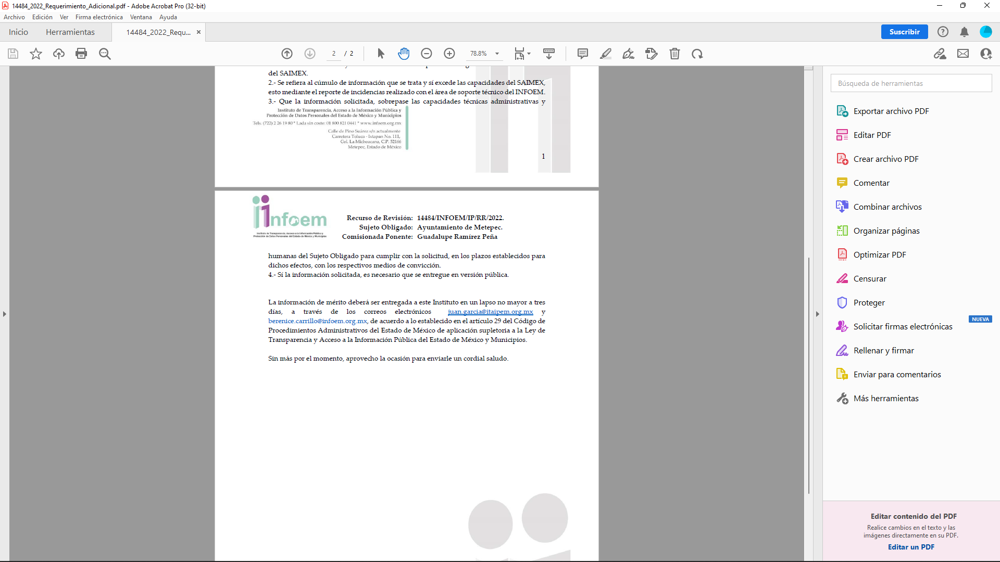 14484_2022_Requerimiento_Adicional.pdf - Adobe Acrobat Pro (32-bit)
Archivo Edición Ver Firma electrónica Ventana Ayuda
Inicio Herramientas 14484_2022_Requ... ×
Suscribir
2 / 2 78.8%
del SAIMEX.
2.- Se refiera al cúmulo de información que se trata y sí excede las capacidades del SAIMEX,
esto mediante el reporte de incidencias realizado con el área de soporte técnico del INFOEM.
3.- Que la información solicitada, sobrepase las capacidades técnicas administrativas y
Instituto de Transparencia, Acceso a la Información Pública y
Protección de Datos Personales del Estado de México y Municipios
Tels. (722) 2 26 19 80 * Lada sin costo: 01 800 821 0441 * www.infoem.org.mx
Calle de Pino Suárez s/n actualmente
Carretera Toluca - Ixtapan No. 111,
Col. La Michoacana, C.P. 52166
Metepec, Estado de México
1
infoem
Instituto de Transparencia, Acceso a la Información Pública y
Protección de Datos Personales del Estado de México y Municipios
Recurso de Revisión: 14484/INFOEM/IP/RR/2022.
Sujeto Obligado: Ayuntamiento de Metepec.
Comisionada Ponente: Guadalupe Ramírez Peña
humanas del Sujeto Obligado para cumplir con la solicitud, en los plazos establecidos para
dichos efectos, con los respectivos medios de convicción.
4.- Sí la información solicitada, es necesario que se entregue en versión pública.
La información de mérito deberá ser entregada a este Instituto en un lapso no mayor a tres
días, a través de los correos electrónicos juan.garcia@itaipem.org.mx y
berenice.carrillo@infoem.org.mx, de acuerdo a lo establecido en el artículo 29 del Código de
Procedimientos Administrativos del Estado de México de aplicación supletoria a la Ley de
Transparencia y Acceso a la Información Pública del Estado de México y Municipios.
Sin más por el momento, aprovecho la ocasión para enviarle un cordial saludo.
Búsqueda de herramientas
Exportar archivo PDF
Editar PDF
Crear archivo PDF
Comentar
Combinar archivos
Organizar páginas
Optimizar PDF
Censurar
Proteger
NUEVA
Solicitar firmas electrónicas
Rellenar y firmar
Enviar para comentarios
Más herramientas
Editar contenido del PDF
Realice cambios en el texto y las
imágenes directamente en su PDF.
Editar un PDF